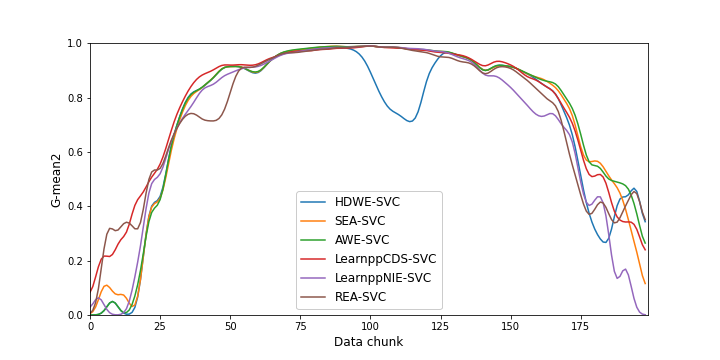 1.0
0.8
0.6
0.4
0.2
0.0
G-mean2
0
25
50
75
100
125
150
175
Data chunk
HDWE-SVC
SEA-SVC
AWE-SVC
LearnppCDS-SVC
LearnppNIE-SVC
REA-SVC